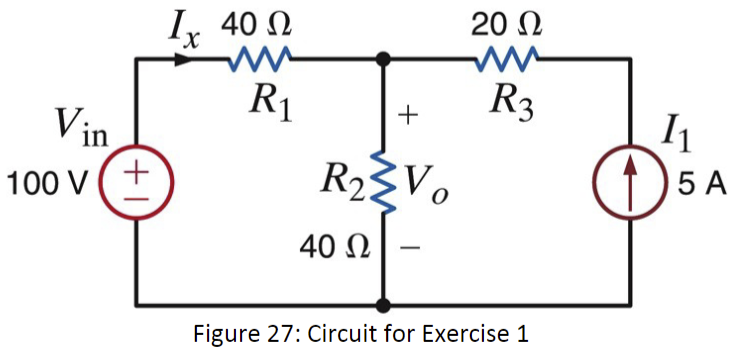 Iₓ 40 Ω 20 Ω
R₁ R₃
Vin + I₁
100 V + R₂ Vₒ 5 A
−
40 Ω −
Figure 27: Circuit for Exercise 1